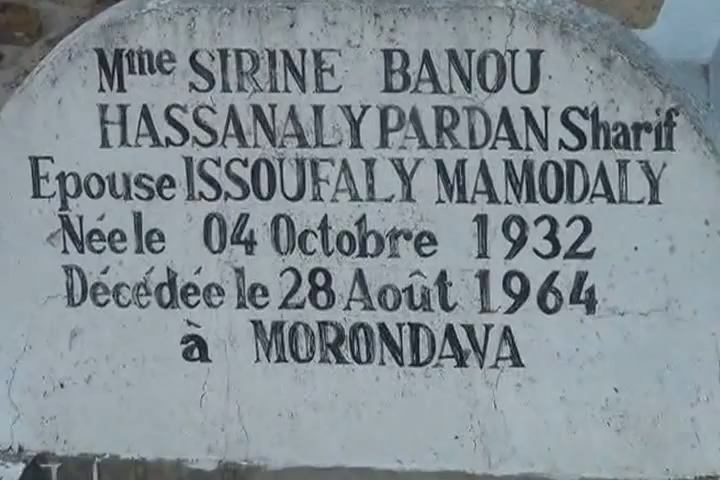 Mme SIRINE BANOU
HASSANALY PARDAN Sharif
Epouse ISSOUFALY MAMODALY
Née le 04 Octobre 1932
Décédée le 28 Août 1964
à MORONDAVA